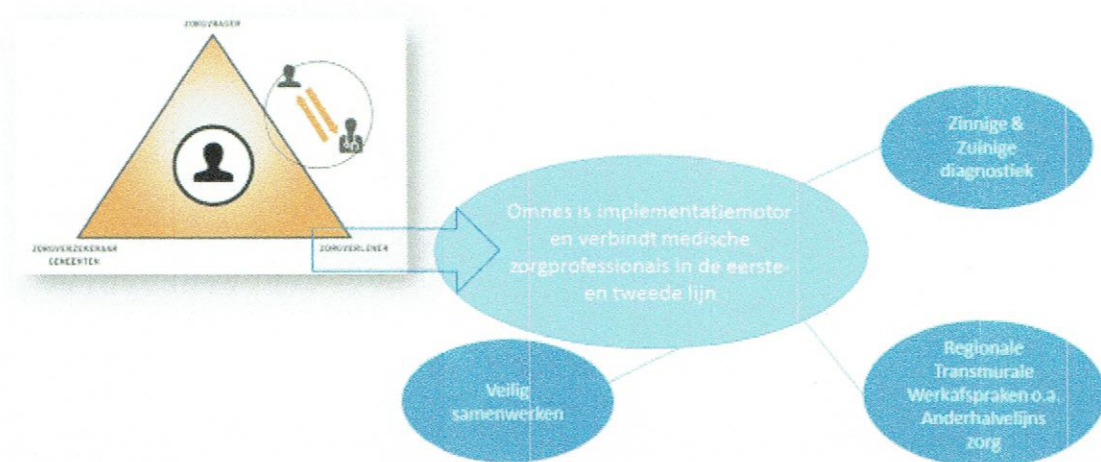 ZORGVRAGER
ZORGVERZEKERAAR
GEMEENTEN
ZORGVERLENER
Omnes is implementatiemotor
en verbindt medische
zorgprofessionals in de eerste-
en tweede lijn
Zinnige &
Zuinige
diagnostiek
Veilig
samenwerken
Regionale
Transmurale
Werkafspraken o.a.
Anderhalvelijns
zorg